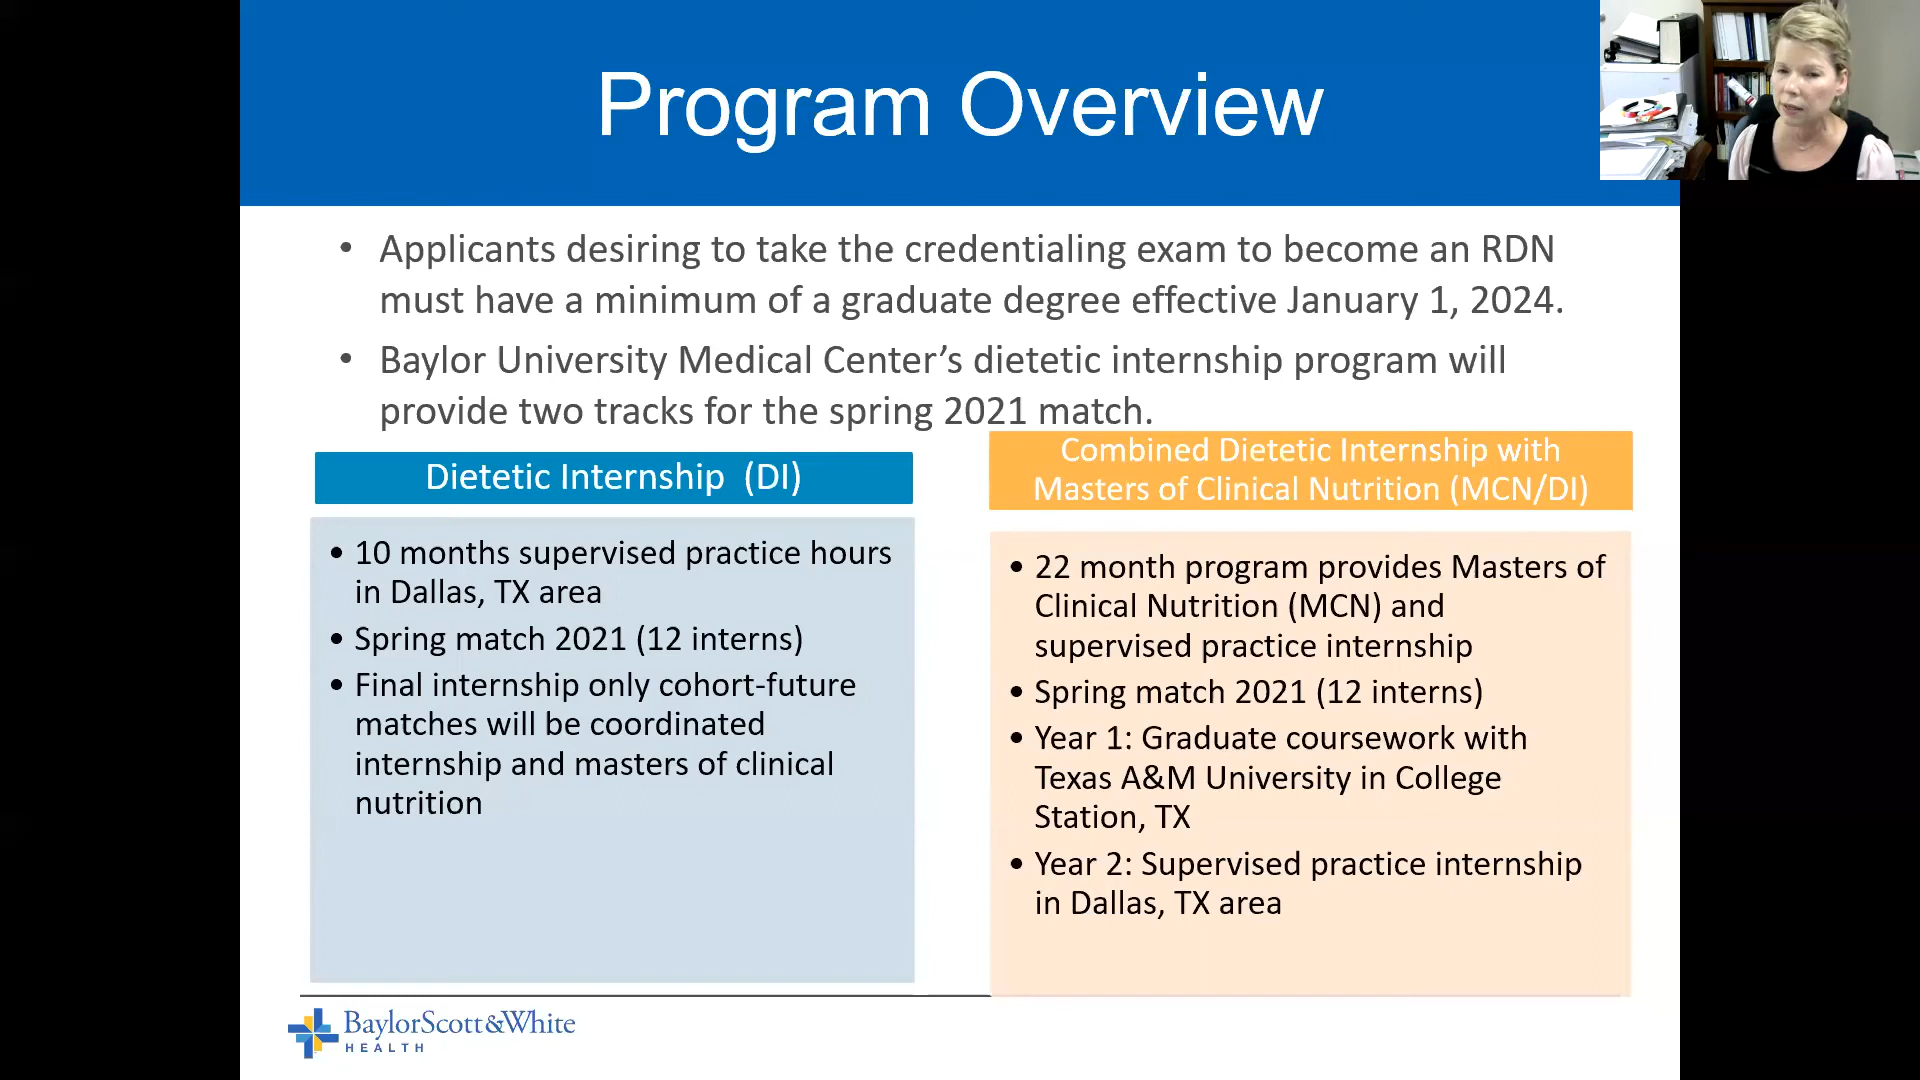 Program Overview
• Applicants desiring to take the credentialing exam to become an RDN
must have a minimum of a graduate degree effective January 1, 2024.
• Baylor University Medical Center’s dietetic internship program will
provide two tracks for the spring 2021 match.
Dietetic Internship (DI)
• 10 months supervised practice hours
in Dallas, TX area
• Spring match 2021 (12 interns)
• Final internship only cohort-future
matches will be coordinated
internship and masters of clinical
nutrition
Combined Dietetic Internship with
Masters of Clinical Nutrition (MCN/DI)
• 22 month program provides Masters of
Clinical Nutrition (MCN) and
supervised practice internship
• Spring match 2021 (12 interns)
• Year 1: Graduate coursework with
Texas A&M University in College
Station, TX
• Year 2: Supervised practice internship
in Dallas, TX area
BaylorScott&White
HEALTH